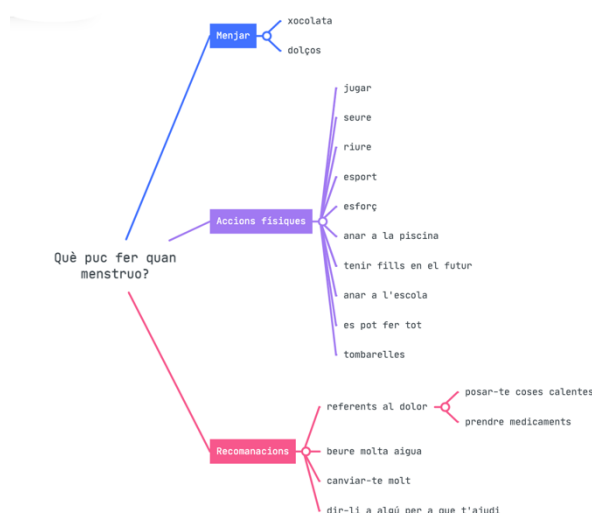 xocolata
Menjar
dolços
jugar
seure
riure
esport
esforç
Accions físiques
anar a la piscina
tenir fills en el futur
anar a l'escola
es pot fer tot
tombarelles
Què puc fer quan
menstruo?
posar-te coses calentes
referents al dolor
prendre medicaments
Recomanacions
beure molta aigua
canviar-te molt
dir-li a algú per a que t'ajudi